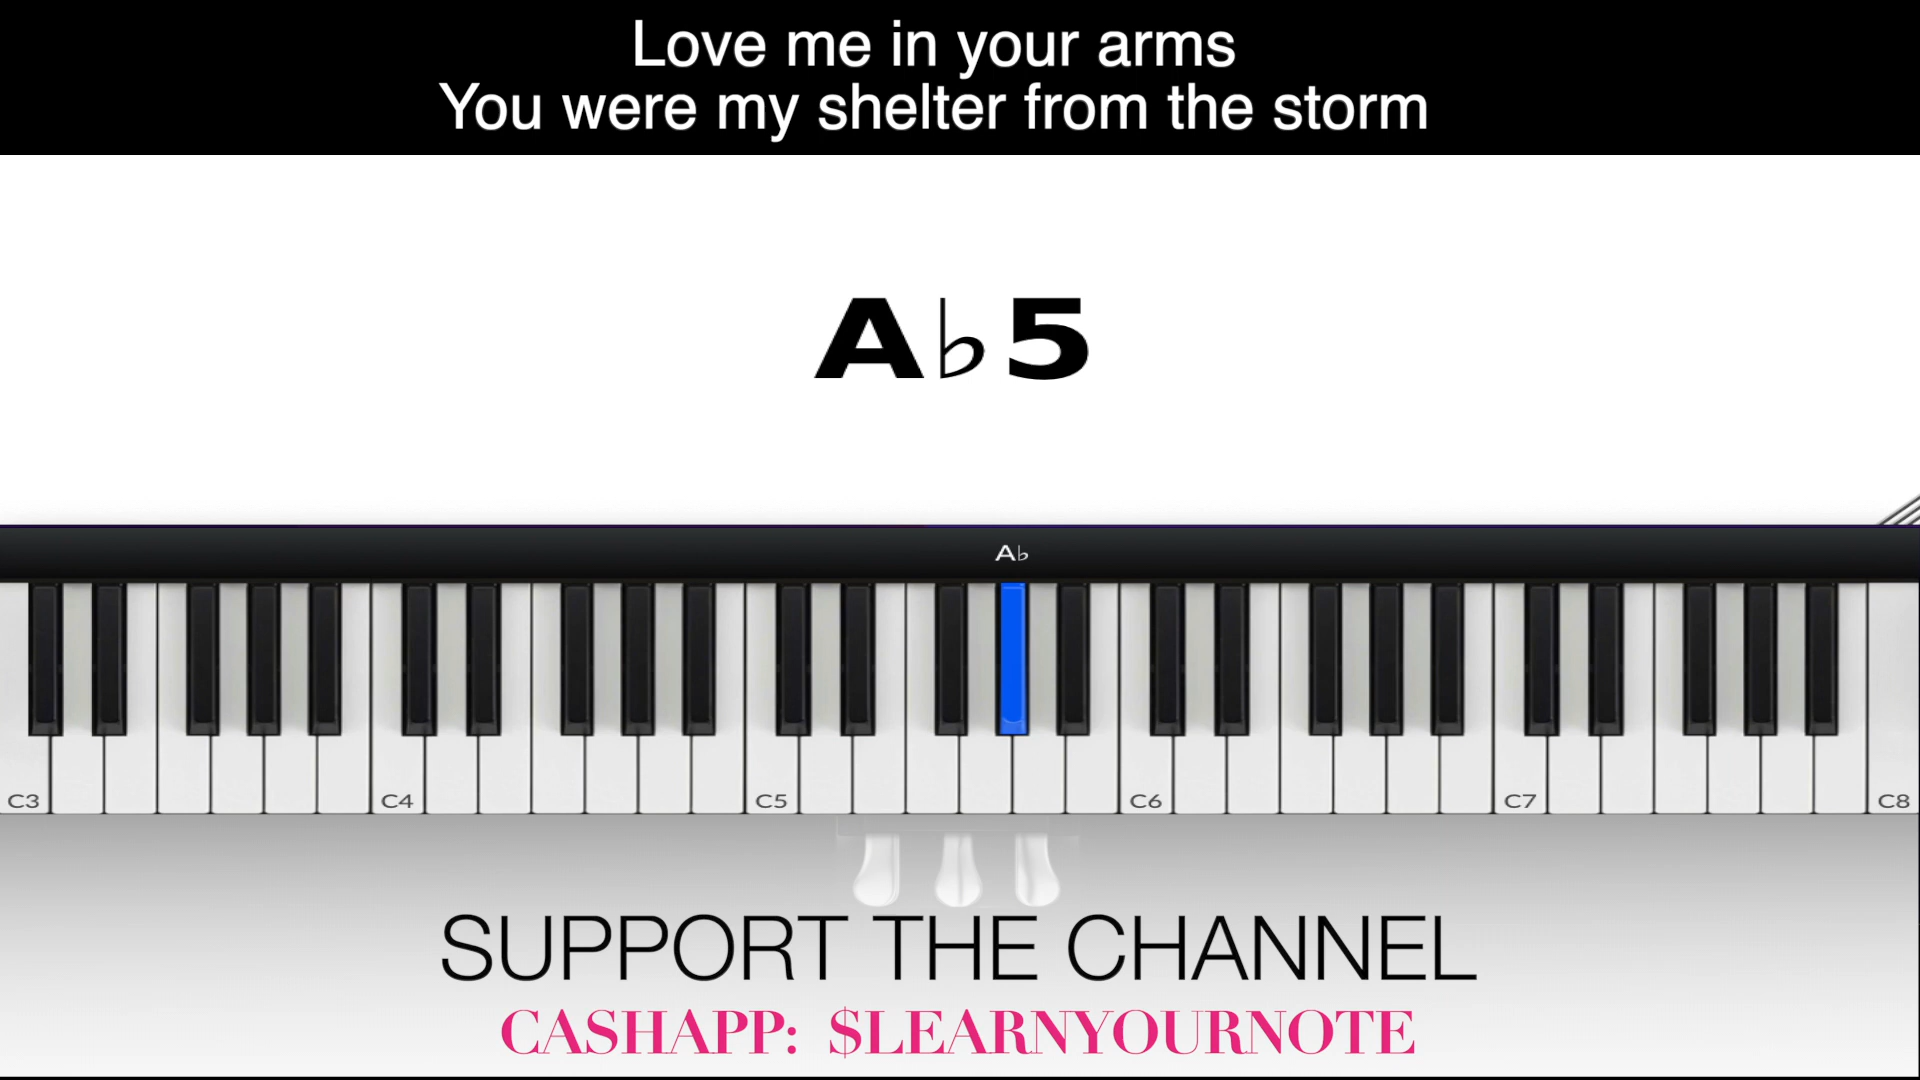 Love me in your arms
You were my shelter from the storm
A♭5
A♭
C3 C4 C5 C6 C7 C8
SUPPORT THE CHANNEL
CASHAPP: $LEARNYOURNOTE